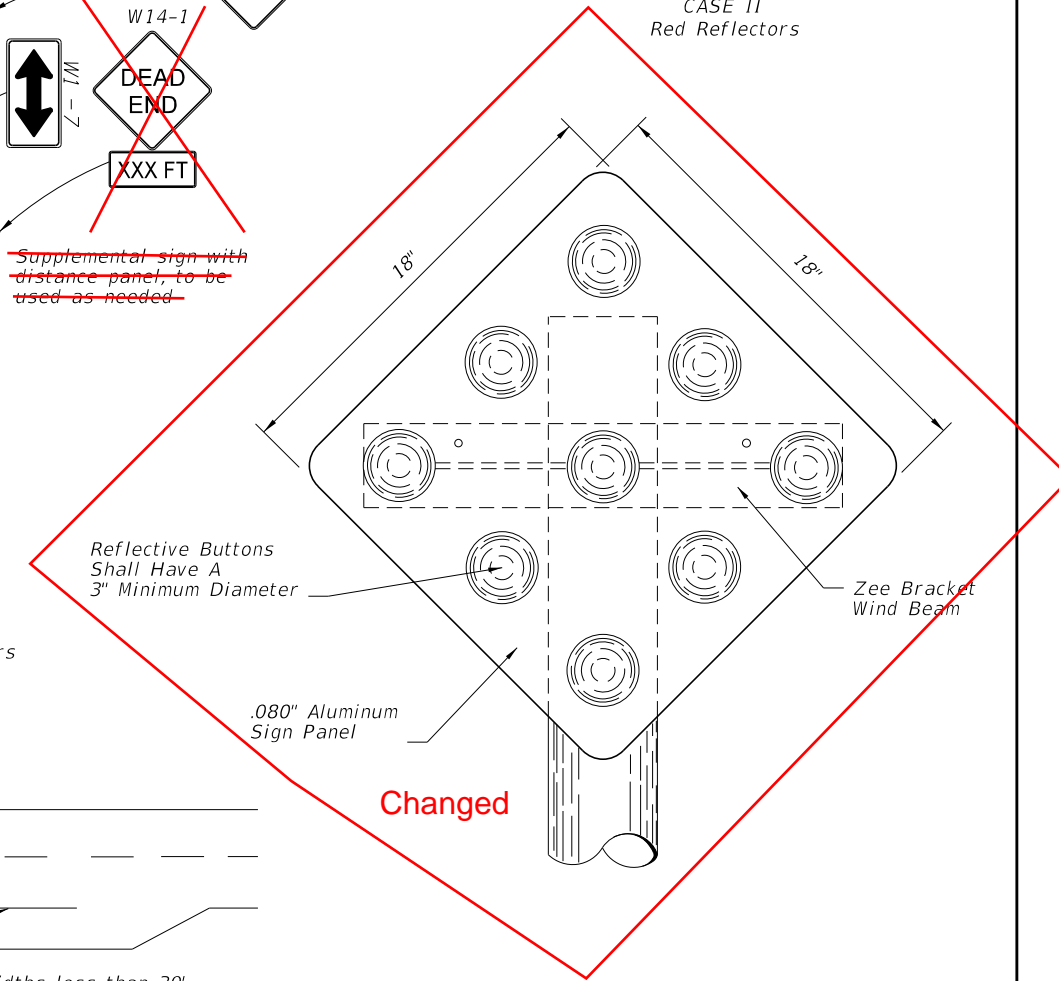 CASE II
Red Reflectors
W14-1
W1-7
DEAD
END
XXX FT
Supplemental sign with
distance panel, to be
used as needed
18"
18"
Reflective Buttons
Shall Have A
3" Minimum Diameter
Zee Bracket
Wind Beam
.080" Aluminum
Sign Panel
Changed
less than